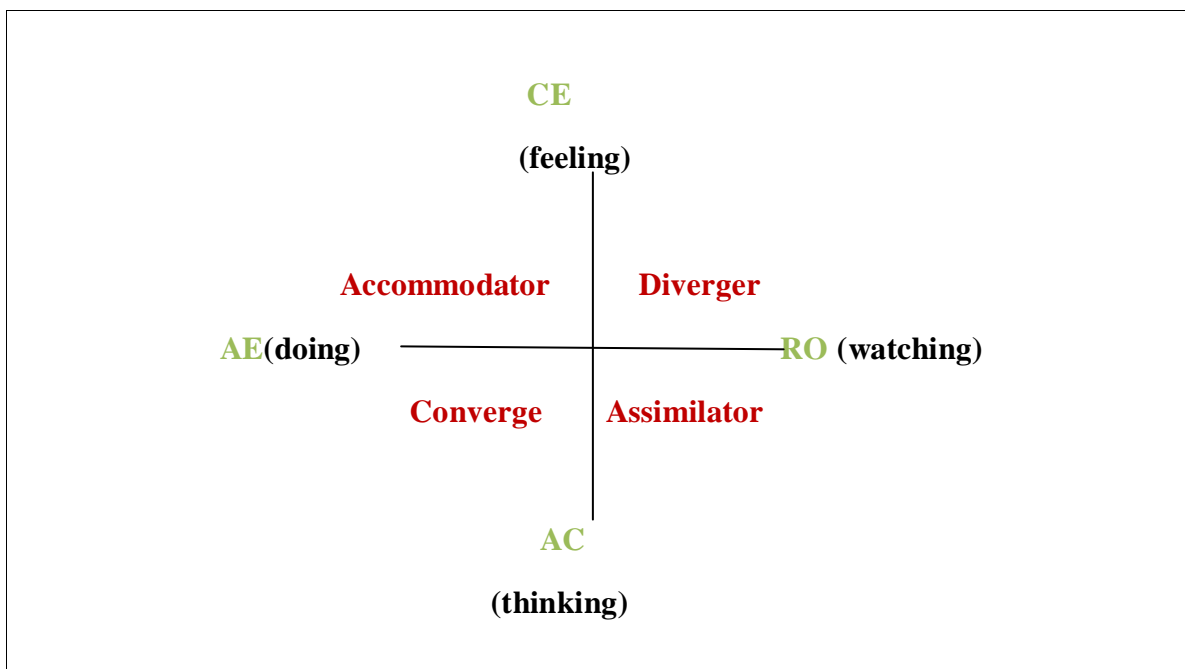 CE
(feeling)
Accommodator Diverger
AE(doing) RO (watching)
Converge Assimilator
AC
(thinking)